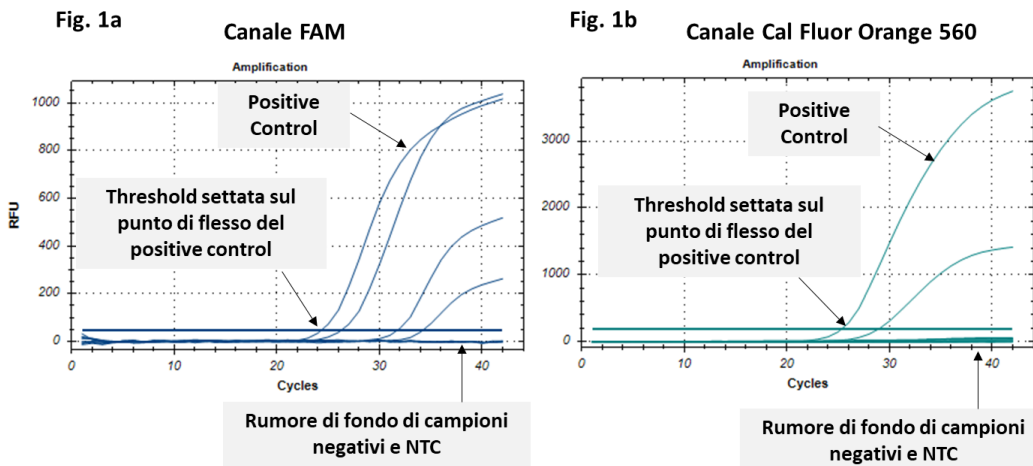 Fig. 1a
Canale FAM
Amplification
1000
800
600
400
200
0
RFU
0
10
20
30
40
Cycles
Positive
Control
Threshold settata sul
punto di flesso del
positive control
Rumore di fondo di campioni
negativi e NTC
Fig. 1b
Canale Cal Fluor Orange 560
Amplification
3000
2000
1000
0
0
10
20
30
40
Cycles
Positive
Control
Threshold settata sul
punto di flesso del
positive control
Rumore di fondo di campioni
negativi e NTC